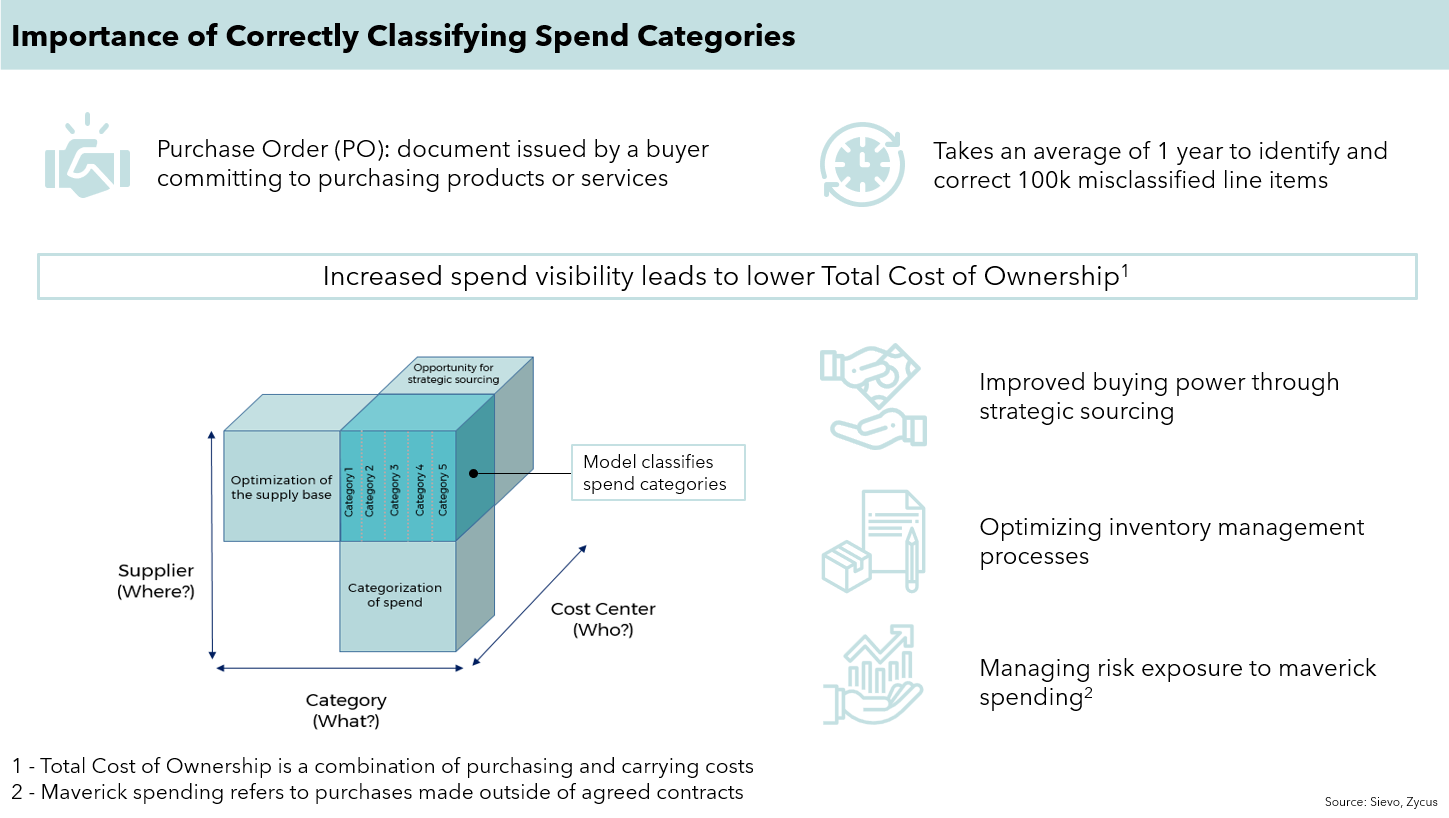 Importance of Correctly Classifying Spend Categories
Purchase Order (PO): document issued by a buyer
committing to purchasing products or services
Takes an average of 1 year to identify and
correct 100k misclassified line items
Increased spend visibility leads to lower Total Cost of Ownership¹
Opportunity for
strategic sourcing
Optimization of
the supply base
Category 1
Category 2
Category 3
Category 4
Category 5
Model classifies
spend categories
Categorization
of spend
Supplier
(Where?)
Cost Center
(Who?)
Category
(What?)
Improved buying power through
strategic sourcing
Optimizing inventory management
processes
Managing risk exposure to maverick
spending²
1 - Total Cost of Ownership is a combination of purchasing and carrying costs
2 - Maverick spending refers to purchases made outside of agreed contracts
Source: Sievo, Zycus